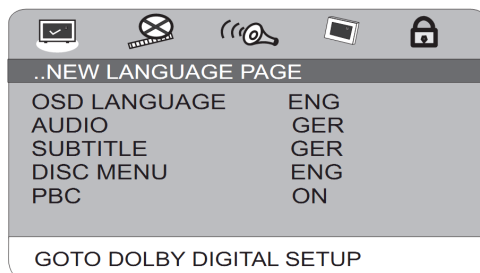 ..NEW LANGUAGE PAGE
OSD LANGUAGE ENG
AUDIO GER
SUBTITLE GER
DISC MENU ENG
PBC ON
GOTO DOLBY DIGITAL SETUP